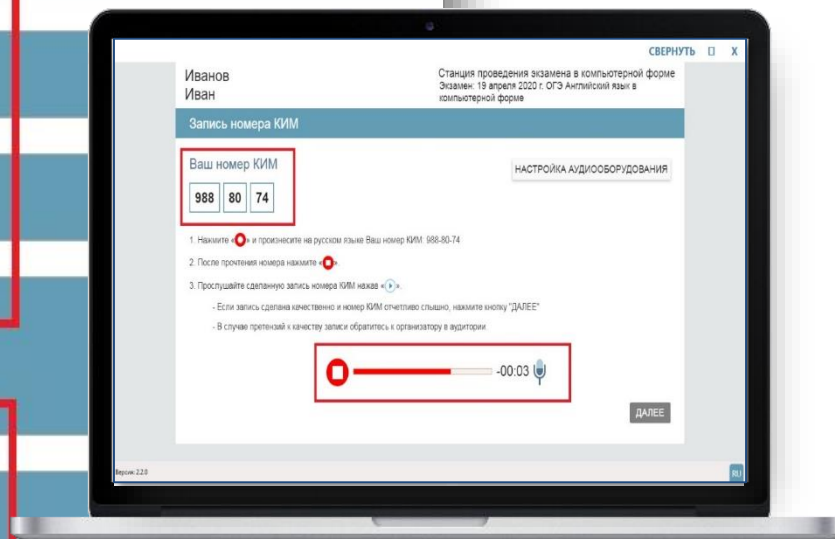 СВЕРНУТЬ X
Иванов
Иван
Станция проведения экзамена в компьютерной форме
Экзамен: 19 апреля 2020 г. ОГЭ Английский язык в
компьютерной форме
Запись номера КИМ
Ваш номер КИМ
НАСТРОЙКА АУДИООБОРУДОВАНИЯ
988 80 74
1. Нажмите «» и произнесите на русском языке Ваш номер КИМ: 988-80-74
2. После прочтения номера нажмите «».
3. Прослушайте сделанную запись номера КИМ нажав «».
- Если запись сделана качественно и номер КИМ отчетливо слышно, нажмите кнопку "ДАЛЕЕ"
- В случае претензий к качеству записи обратитесь к организатору в аудитории.
-00:03
ДАЛЕЕ
Версия: 2.2.0
RU